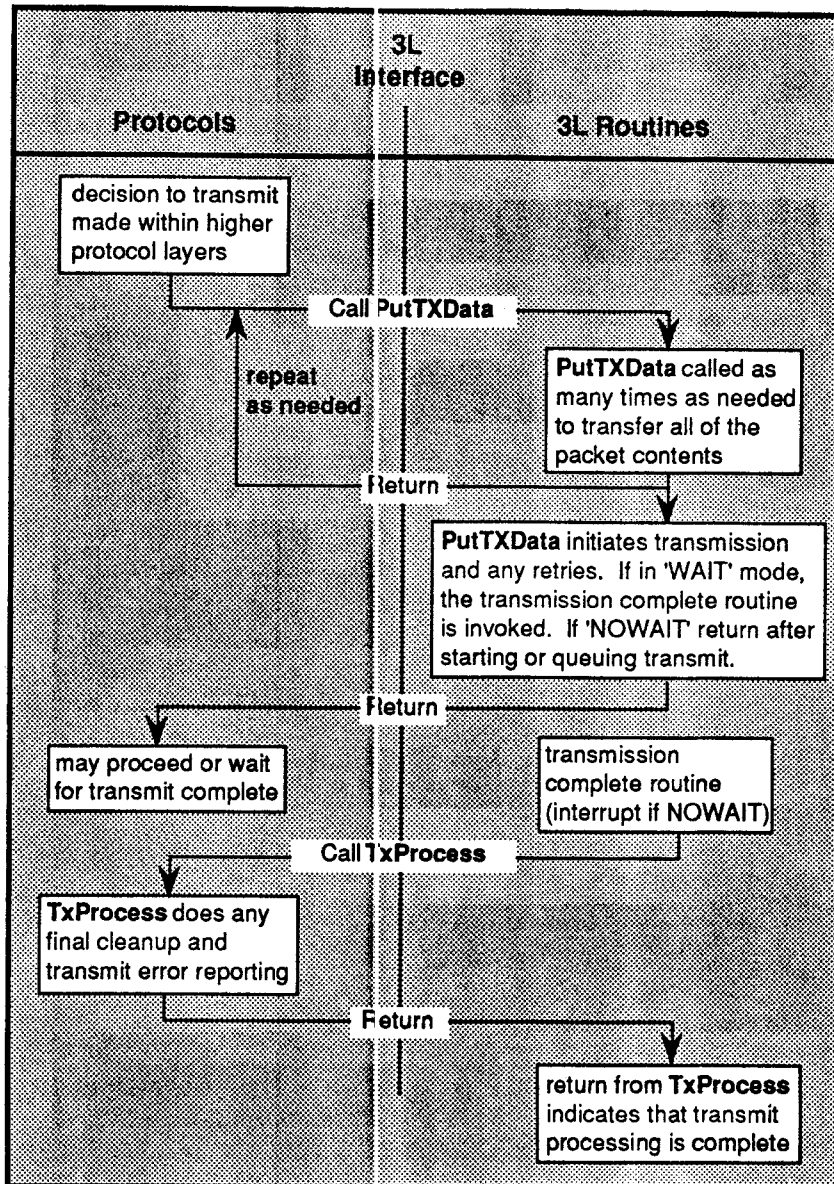 3L
Interface
Protocols
3L Routines
decision to transmit
made within higher
protocol layers
Call PutTXData
repeat
as needed
PutTXData called as
many times as needed
to transfer all of the
packet contents
Return
PutTXData initiates transmission
and any retries. If in 'WAIT' mode,
the transmission complete routine
is invoked. If 'NOWAIT' return after
starting or queuing transmit.
Return
may proceed or wait
for transmit complete
transmission
complete routine
(interrupt if NOWAIT)
Call TxProcess
TxProcess does any
final cleanup and
transmit error reporting
Return
return from TxProcess
indicates that transmit
processing is complete